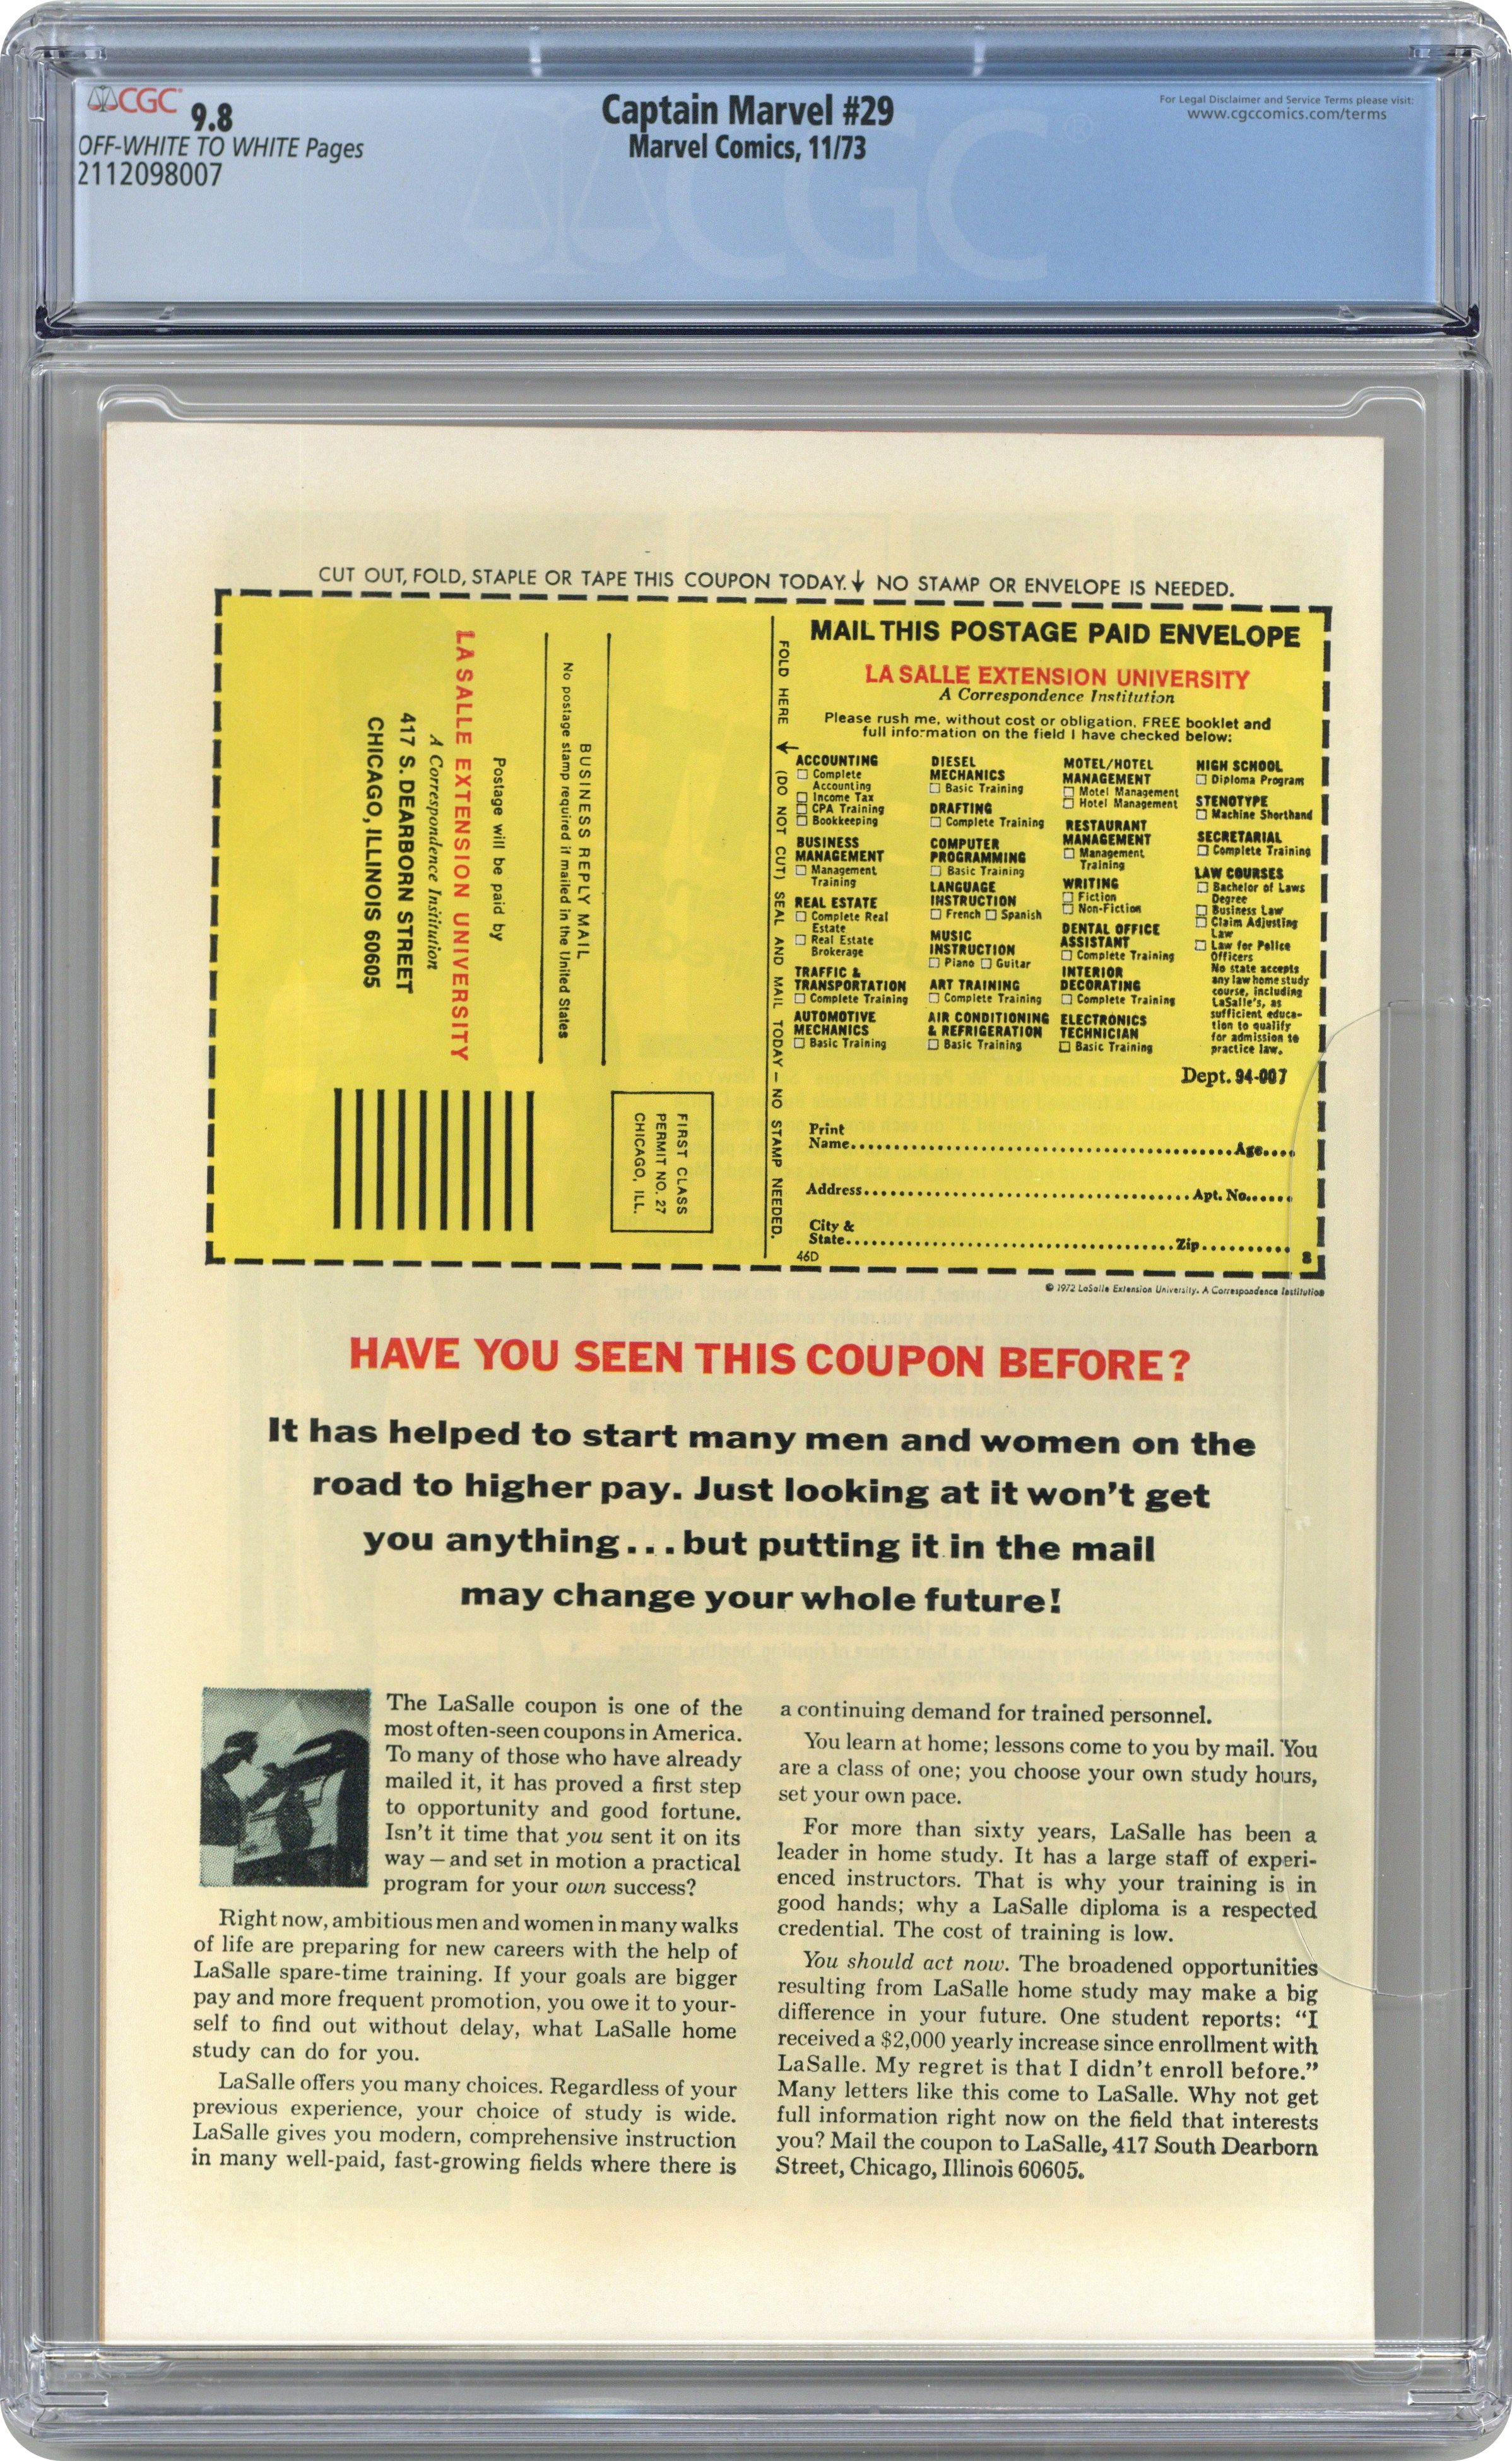 CGC
9.8
OFF-WHITE TO WHITE Pages
2112098007
Captain Marvel #29
Marvel Comics, 11/73
For Legal Disclaimer and Service Terms please visit:
www.cgccomics.com/terms
CGC
CUT OUT, FOLD, STAPLE OR TAPE THIS COUPON TODAY.↓ NO STAMP OR ENVELOPE IS NEEDED.
BUSINESS REPLY MAIL
No postage stamp required if mailed in the United States
Postage will be paid by
LA SALLE EXTENSION UNIVERSITY
A Correspondence Institution
417 S. DEARBORN STREET
CHICAGO, ILLINOIS 60605
FIRST CLASS
PERMIT NO. 27
CHICAGO, ILL.
FOLD HERE ← (DO NOT CUT) SEAL AND MAIL TODAY — NO STAMP NEEDED.
MAIL THIS POSTAGE PAID ENVELOPE
LA SALLE EXTENSION UNIVERSITY
A Correspondence Institution
Please rush me, without cost or obligation, FREE booklet and
full information on the field I have checked below:
ACCOUNTING
☐ Complete
Accounting
☐ Income Tax
☐ CPA Training
☐ Bookkeeping
BUSINESS
MANAGEMENT
☐ Management
Training
REAL ESTATE
☐ Complete Real
Estate
☐ Real Estate
Brokerage
TRAFFIC &
TRANSPORTATION
☐ Complete Training
AUTOMOTIVE
MECHANICS
☐ Basic Training
DIESEL
MECHANICS
☐ Basic Training
DRAFTING
☐ Complete Training
COMPUTER
PROGRAMMING
☐ Basic Training
LANGUAGE
INSTRUCTION
☐ French ☐ Spanish
MUSIC
INSTRUCTION
☐ Piano ☐ Guitar
ART TRAINING
☐ Complete Training
AIR CONDITIONING
& REFRIGERATION
☐ Basic Training
MOTEL/HOTEL
MANAGEMENT
☐ Motel Management
☐ Hotel Management
RESTAURANT
MANAGEMENT
☐ Management
Training
WRITING
☐ Fiction
☐ Non-Fiction
DENTAL OFFICE
ASSISTANT
☐ Complete Training
INTERIOR
DECORATING
☐ Complete Training
ELECTRONICS
TECHNICIAN
☐ Basic Training
HIGH SCHOOL
☐ Diploma Program
STENOTYPE
☐ Machine Shorthand
SECRETARIAL
☐ Complete Training
LAW COURSES
☐ Bachelor of Laws
Degree
☐ Business Law
☐ Claim Adjusting
Law
☐ Law for Police
Officers
No state accepts
any law home study
course, including
LaSalle's, as
sufficient educa-
tion to qualify
for admission to
practice law.
Dept. 94-007
Print
Name........Age....
Address........Apt. No......
City &
State........Zip........
46D
8
© 1972 LaSalle Extension University. A Correspondence Institution
HAVE YOU SEEN THIS COUPON BEFORE?
It has helped to start many men and women on the
road to higher pay. Just looking at it won't get
you anything...but putting it in the mail
may change your whole future!
The LaSalle coupon is one of the
most often-seen coupons in America.
To many of those who have already
mailed it, it has proved a first step
to opportunity and good fortune.
Isn't it time that you sent it on its
way—and set in motion a practical
program for your own success?
Right now, ambitious men and women in many walks
of life are preparing for new careers with the help of
LaSalle spare-time training. If your goals are bigger
pay and more frequent promotion, you owe it to your-
self to find out without delay, what LaSalle home
study can do for you.
LaSalle offers you many choices. Regardless of your
previous experience, your choice of study is wide.
LaSalle gives you modern, comprehensive instruction
in many well-paid, fast-growing fields where there is
a continuing demand for trained personnel.
You learn at home; lessons come to you by mail. You
are a class of one; you choose your own study hours,
set your own pace.
For more than sixty years, LaSalle has been a
leader in home study. It has a large staff of experi-
enced instructors. That is why your training is in
good hands; why a LaSalle diploma is a respected
credential. The cost of training is low.
You should act now. The broadened opportunities
resulting from LaSalle home study may make a big
difference in your future. One student reports: “I
received a $2,000 yearly increase since enrollment with
LaSalle. My regret is that I didn't enroll before.”
Many letters like this come to LaSalle. Why not get
full information right now on the field that interests
you? Mail the coupon to LaSalle, 417 South Dearborn
Street, Chicago, Illinois 60605.